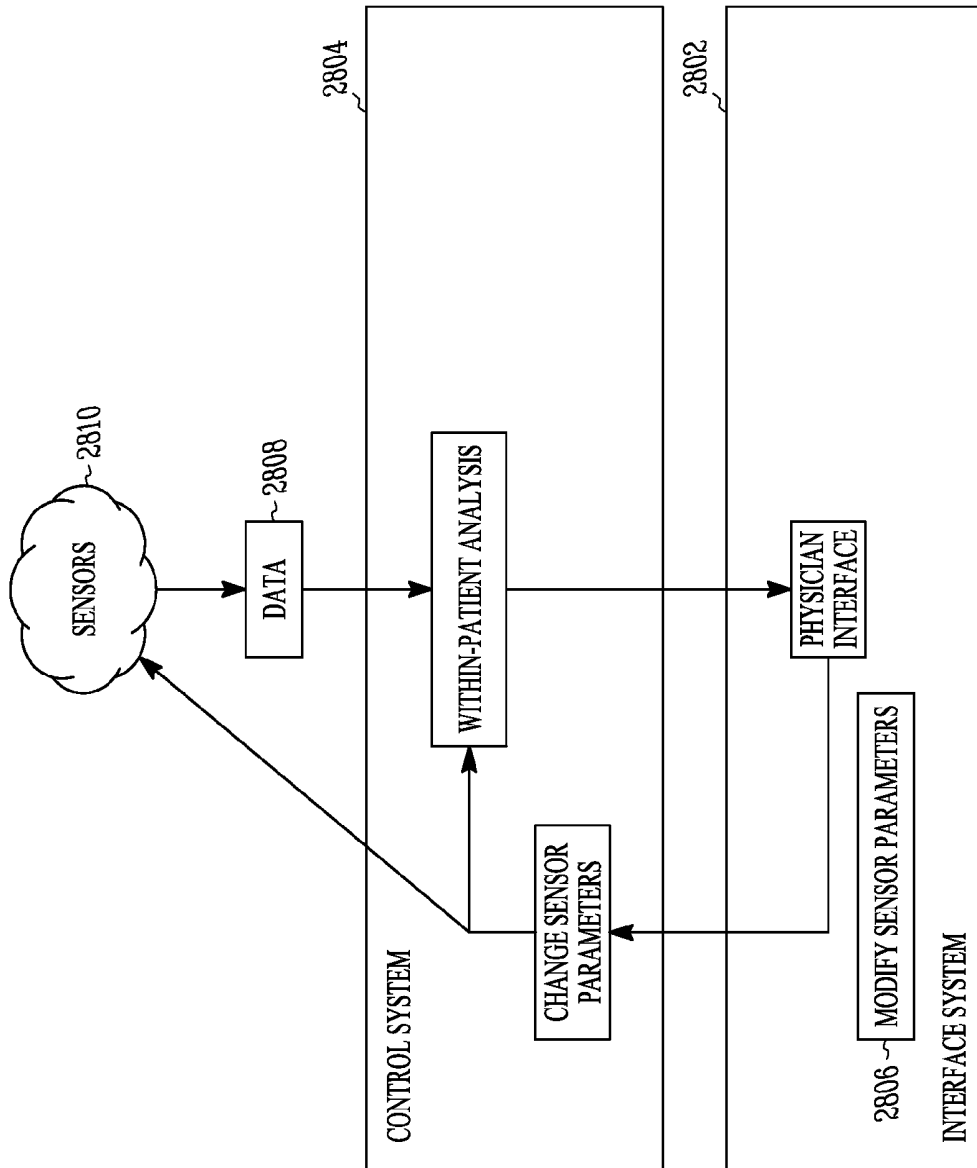 SENSORS
2810
DATA
2808
CONTROL SYSTEM
2804
WITHIN-PATIENT ANALYSIS
CHANGE SENSOR
PARAMETERS
2802
PHYSICIAN
INTERFACE
2806
MODIFY SENSOR PARAMETERS
INTERFACE SYSTEM